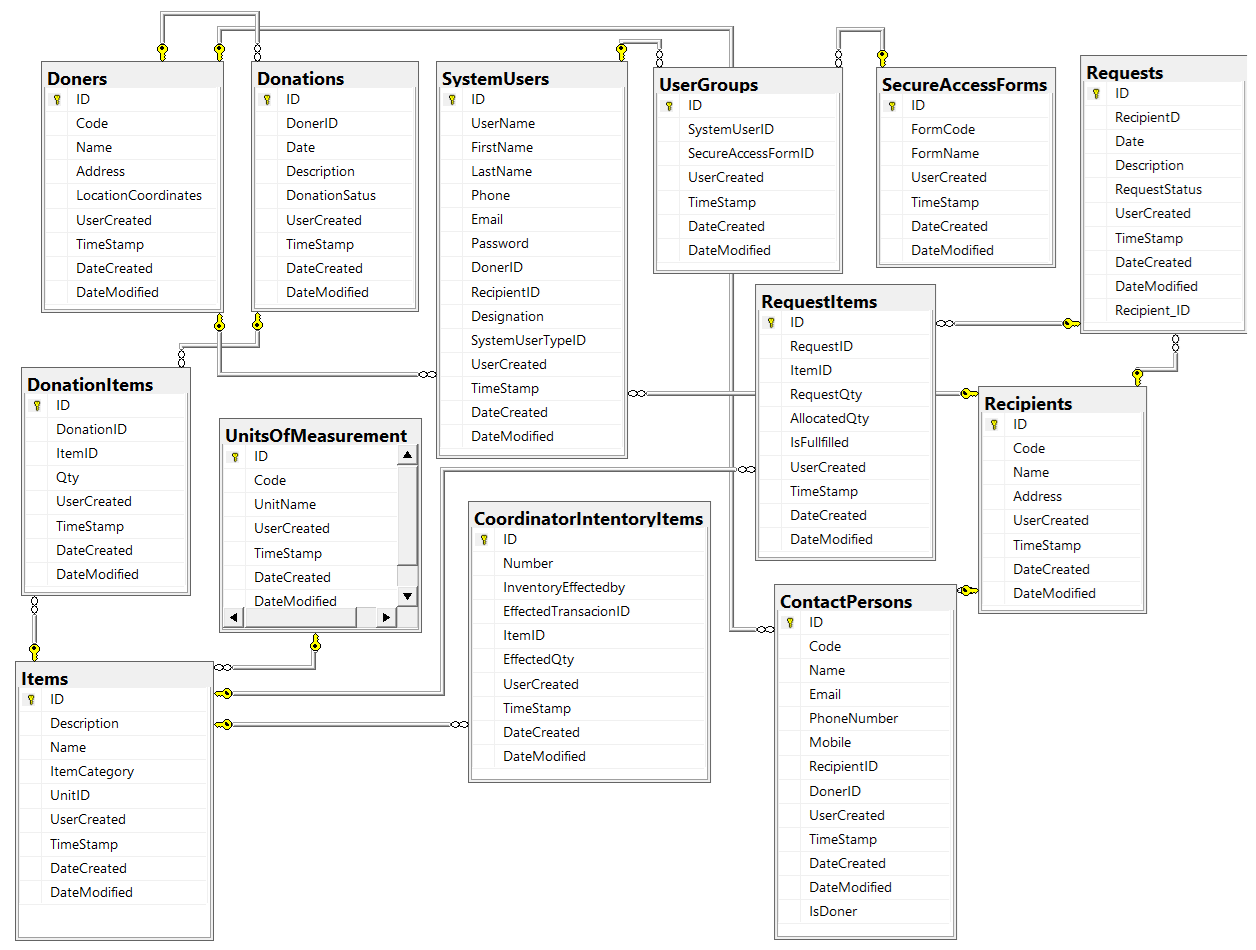 Doners
ID
Code
Name
Address
LocationCoordinates
UserCreated
TimeStamp
DateCreated
DateModified
Donations
ID
DonerID
Date
Description
DonationSatus
UserCreated
TimeStamp
DateCreated
DateModified
SystemUsers
ID
UserName
FirstName
LastName
Phone
Email
Password
DonerID
RecipientID
Designation
SystemUserTypeID
UserCreated
TimeStamp
DateCreated
DateModified
UserGroups
ID
SystemUserID
SecureAccessFormID
UserCreated
TimeStamp
DateCreated
DateModified
SecureAccessForms
ID
FormCode
FormName
UserCreated
TimeStamp
DateCreated
DateModified
Requests
ID
RecipientD
Date
Description
RequestStatus
UserCreated
TimeStamp
DateCreated
DateModified
Recipient_ID
RequestItems
ID
RequestID
ItemID
RequestQty
AllocatedQty
IsFullfilled
UserCreated
TimeStamp
DateCreated
DateModified
DonationItems
ID
DonationID
ItemID
Qty
UserCreated
TimeStamp
DateCreated
DateModified
UnitsOfMeasurement
ID
Code
UnitName
UserCreated
TimeStamp
DateCreated
DateModified
Recipients
ID
Code
Name
Address
UserCreated
TimeStamp
DateCreated
DateModified
CoordinatorIntentoryItems
ID
Number
InventoryEffectedby
EffectedTransacionID
ItemID
EffectedQty
UserCreated
TimeStamp
DateCreated
DateModified
ContactPersons
ID
Code
Name
Email
PhoneNumber
Mobile
RecipientID
DonerID
UserCreated
TimeStamp
DateCreated
DateModified
IsDoner
Items
ID
Description
Name
ItemCategory
UnitID
UserCreated
TimeStamp
DateCreated
DateModified